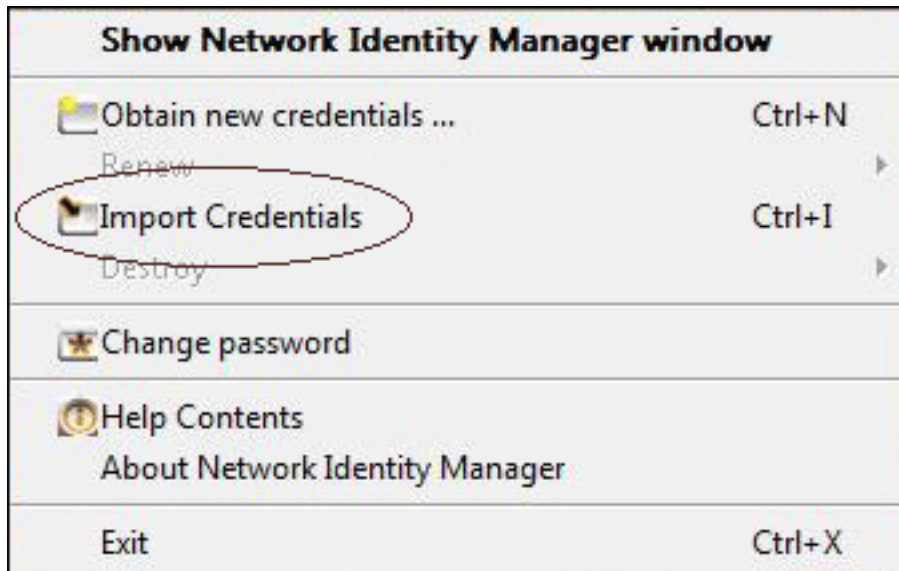 Show Network Identity Manager window
Obtain new credentials ... Ctrl+N
Renew
Import Credentials Ctrl+I
Destroy
Change password
Help Contents
About Network Identity Manager
Exit Ctrl+X